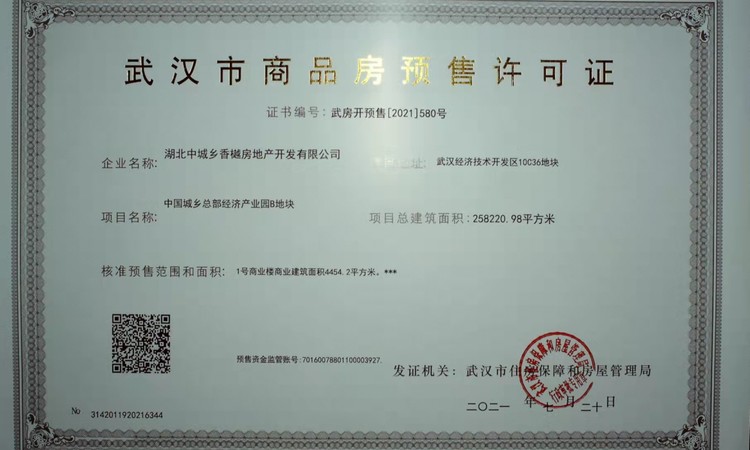 武汉市商品房预售许可证
证书编号: 武房开预售[2021]580号
企业名称: 湖北中城乡香樾房地产开发有限公司
地址: 武汉经济技术开发区10C36地块
项目名称: 中国城乡总部经济产业园B地块
项目总建筑面积: 258220.98平方米
核准预售范围和面积: 1号商业楼商业建筑面积4454.2平方米。***
预售资金监管账号: 70160078801100003927.
发证机关: 武汉市住房保障和房屋管理局
二〇二一 年 七 月 二十 日
No 3142011920216344